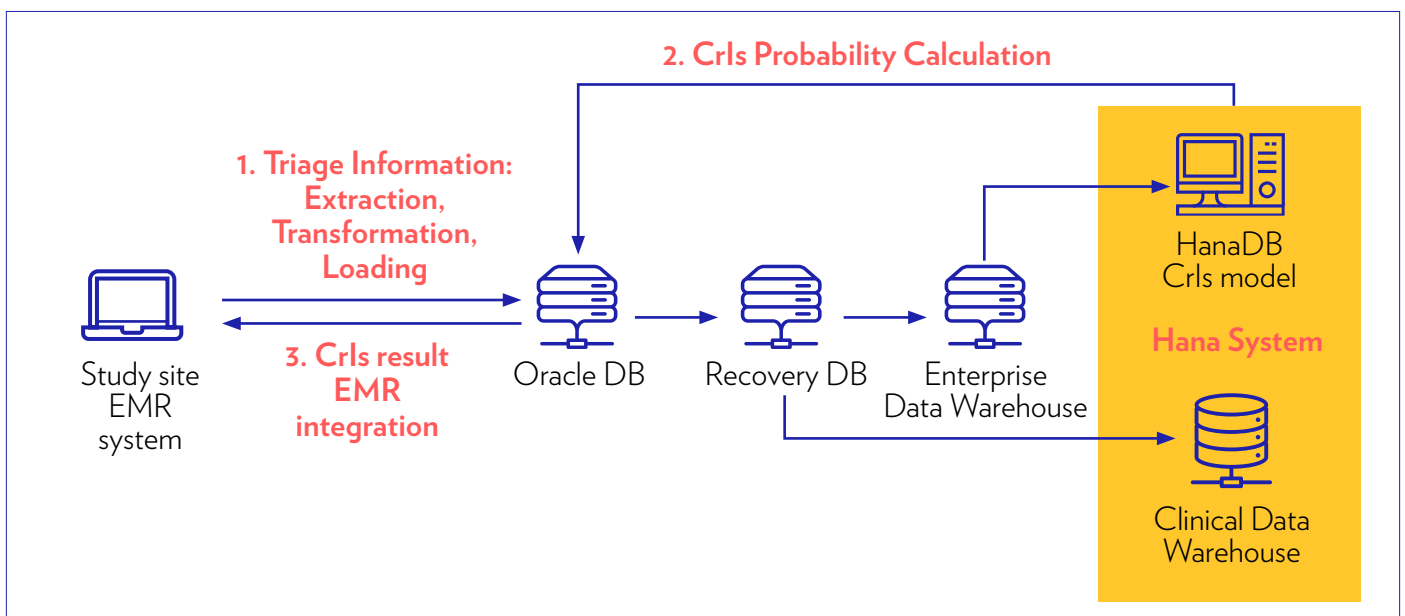 2. CrIs Probability Calculation
1. Triage Information:
Extraction,
Transformation,
Loading
3. CrIs result
EMR
integration
Study site
EMR
system
Oracle DB
Recovery DB
Enterprise
Data Warehouse
HanaDB
CrIs model
Hana System
Clinical Data
Warehouse